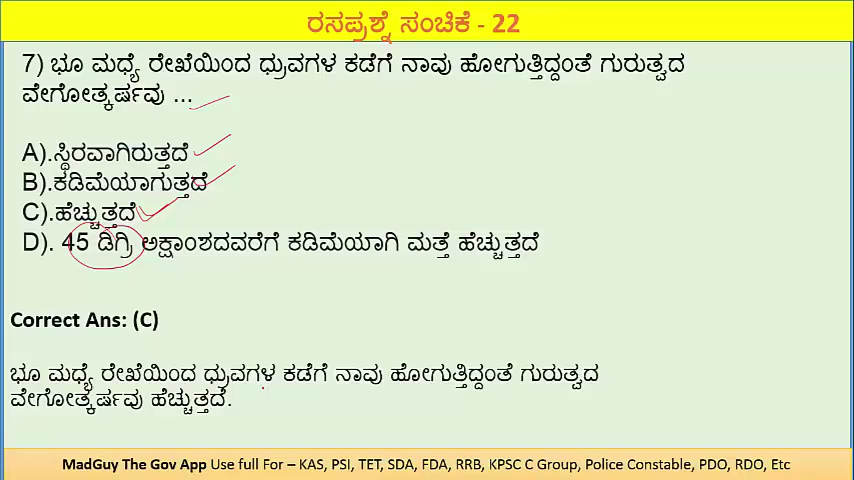 ರಸಪ್ರಶ್ನೆ ಸಂಚಿಕೆ - 22
7) ಭೂ ಮಧ್ಯೆ ರೇಖೆಯಿಂದ ಧ್ರುವಗಳ ಕಡೆಗೆ ನಾವು ಹೋಗುತ್ತಿದ್ದಂತೆ ಗುರುತ್ವದ
ವೇಗೋತ್ಕರ್ಷವು ...
A).ಸ್ಥಿರವಾಗಿರುತ್ತದೆ
B).ಕಡಿಮೆಯಾಗುತ್ತದೆ
C).ಹೆಚ್ಚುತ್ತದೆ
D). 45 ಡಿಗ್ರಿ ಅಕ್ಷಾಂಶದವರೆಗೆ ಕಡಿಮೆಯಾಗಿ ಮತ್ತೆ ಹೆಚ್ಚುತ್ತದೆ
Correct Ans: (C)
ಭೂ ಮಧ್ಯೆ ರೇಖೆಯಿಂದ ಧ್ರುವಗಳ ಕಡೆಗೆ ನಾವು ಹೋಗುತ್ತಿದ್ದಂತೆ ಗುರುತ್ವದ
ವೇಗೋತ್ಕರ್ಷವು ಹೆಚ್ಚುತ್ತದೆ.
MadGuy The Gov App Use full For – KAS, PSI, TET, SDA, FDA, RRB, KPSC C Group, Police Constable, PDO, RDO, Etc